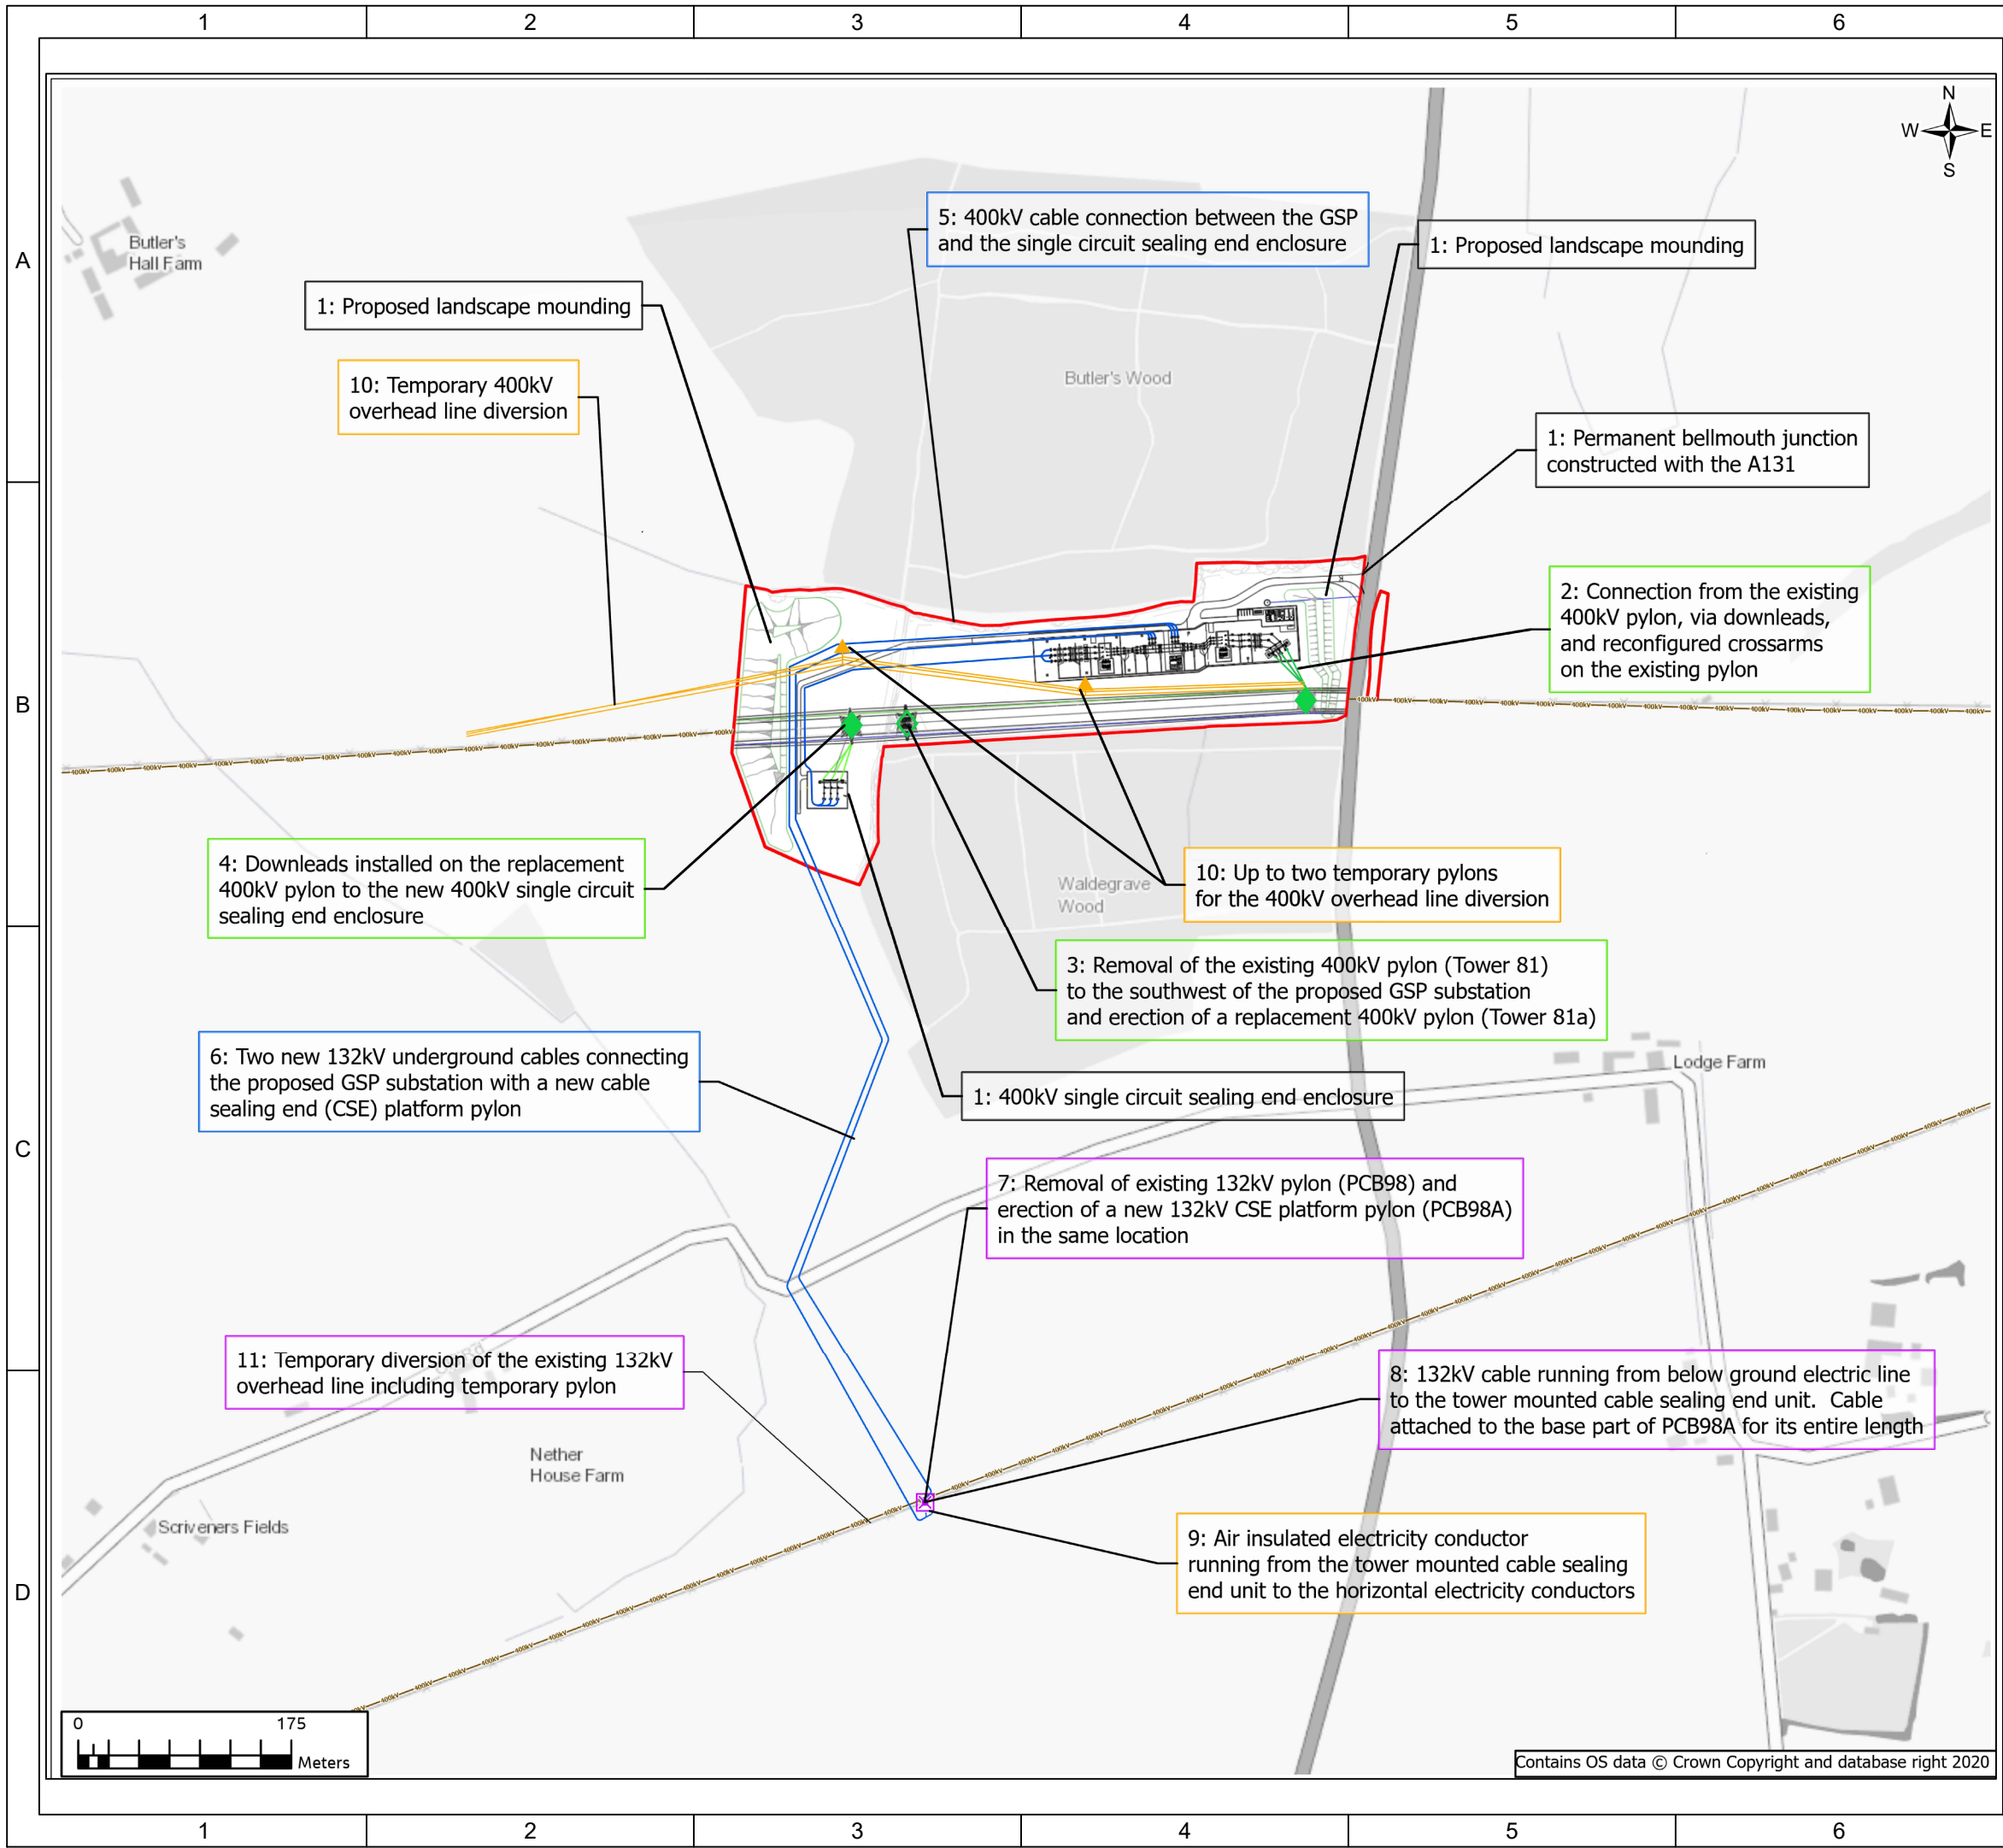 1 2 3 4 5 6
N
W E
S
A
B
C
D
Butler's
Hall Farm
5: 400kV cable connection between the GSP
and the single circuit sealing end enclosure
1: Proposed landscape mounding
1: Proposed landscape mounding
10: Temporary 400kV
overhead line diversion
Butler's Wood
1: Permanent bellmouth junction
constructed with the A131
2: Connection from the existing
400kV pylon, via downleads,
and reconfigured crossarms
on the existing pylon
400kV
4: Downleads installed on the replacement
400kV pylon to the new 400kV single circuit
sealing end enclosure
Waldegrave
Wood
10: Up to two temporary pylons
for the 400kV overhead line diversion
3: Removal of the existing 400kV pylon (Tower 81)
to the southwest of the proposed GSP substation
and erection of a replacement 400kV pylon (Tower 81a)
6: Two new 132kV underground cables connecting
the proposed GSP substation with a new cable
sealing end (CSE) platform pylon
Lodge Farm
1: 400kV single circuit sealing end enclosure
7: Removal of existing 132kV pylon (PCB98) and
erection of a new 132kV CSE platform pylon (PCB98A)
in the same location
11: Temporary diversion of the existing 132kV
overhead line including temporary pylon
8: 132kV cable running from below ground electric line
to the tower mounted cable sealing end unit. Cable
attached to the base part of PCB98A for its entire length
Nether
House Farm
Scriveners Fields
400kV
9: Air insulated electricity conductor
running from the tower mounted cable sealing
end unit to the horizontal electricity conductors
0 175
Meters
Contains OS data © Crown Copyright and database right 2020
1 2 3 4 5 6